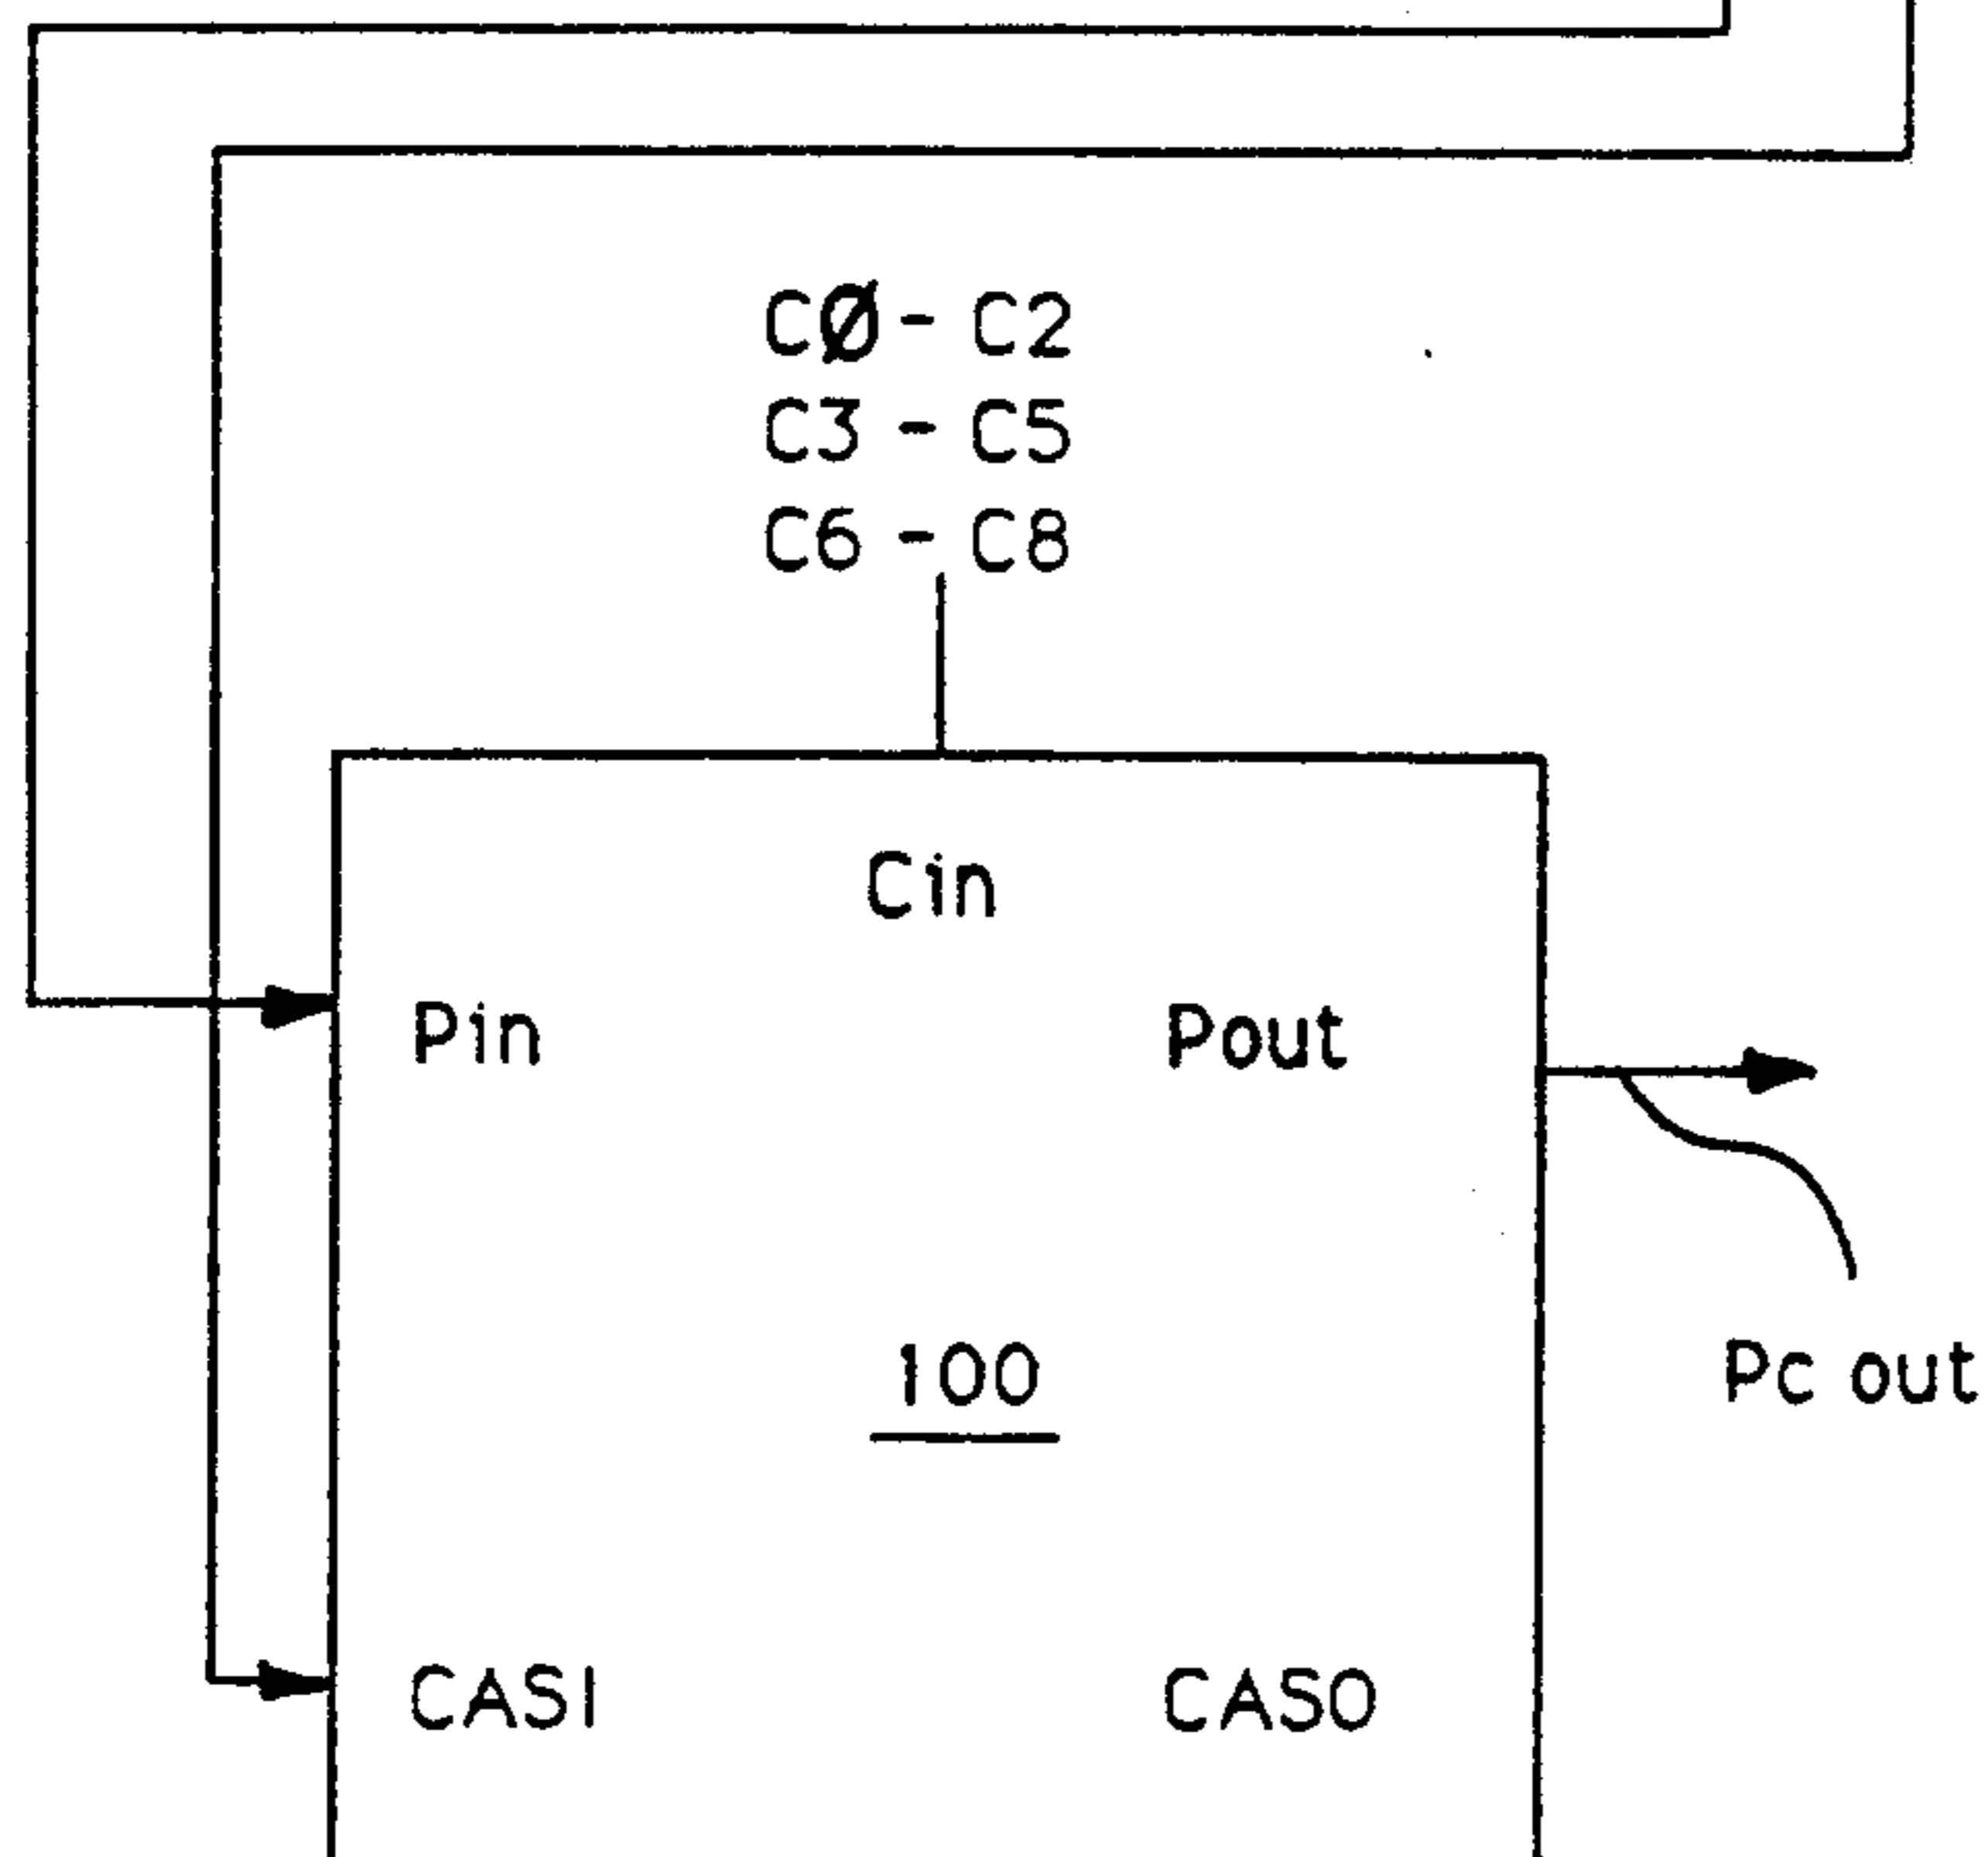 CØ - C2
C3 - C5
C6 - C8
Cin
Pin
Pout
100
Pc out
CASI
CASO